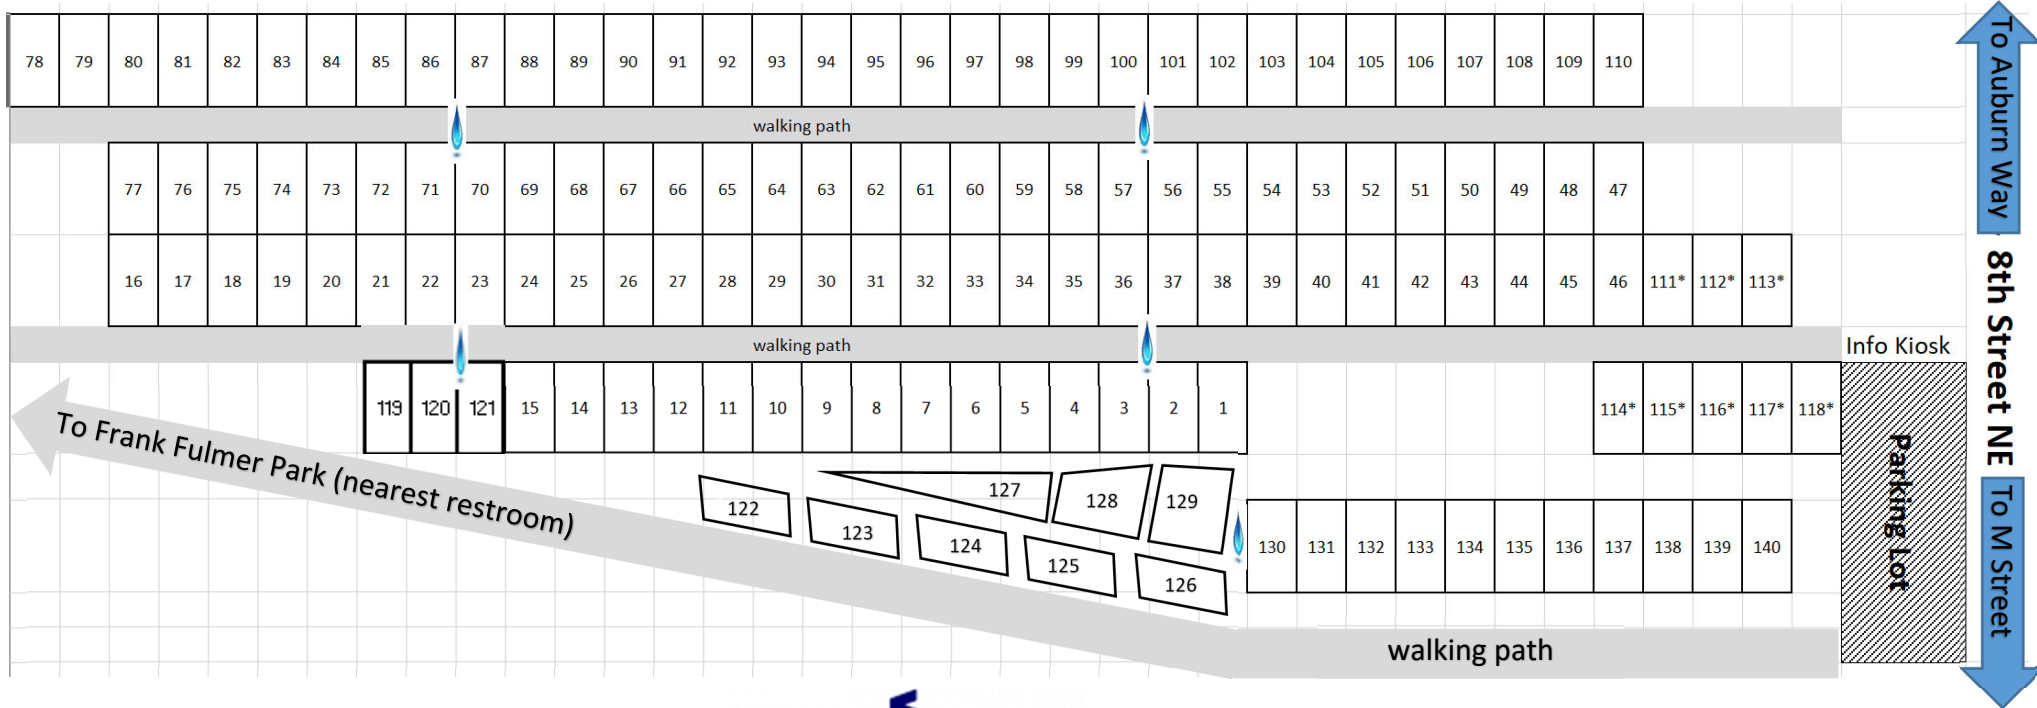 78 79 80 81 82 83 84 85 86 87 88 89 90 91 92 93 94 95 96 97 98 99 100 101 102 103 104 105 106 107 108 109 110
walking path
77 76 75 74 73 72 71 70 69 68 67 66 65 64 63 62 61 60 59 58 57 56 55 54 53 52 51 50 49 48 47
16 17 18 19 20 21 22 23 24 25 26 27 28 29 30 31 32 33 34 35 36 37 38 39 40 41 42 43 44 45 46 111* 112* 113*
walking path
Info Kiosk
119 120 121 15 14 13 12 11 10 9 8 7 6 5 4 3 2 1 114* 115* 116* 117* 118*
To Frank Fulmer Park (nearest restroom)
127 128 129
122 123 124 125 126
130 131 132 133 134 135 136 137 138 139 140
walking path
Parking Lot
To Auburn Way
8th Street NE
To M Street